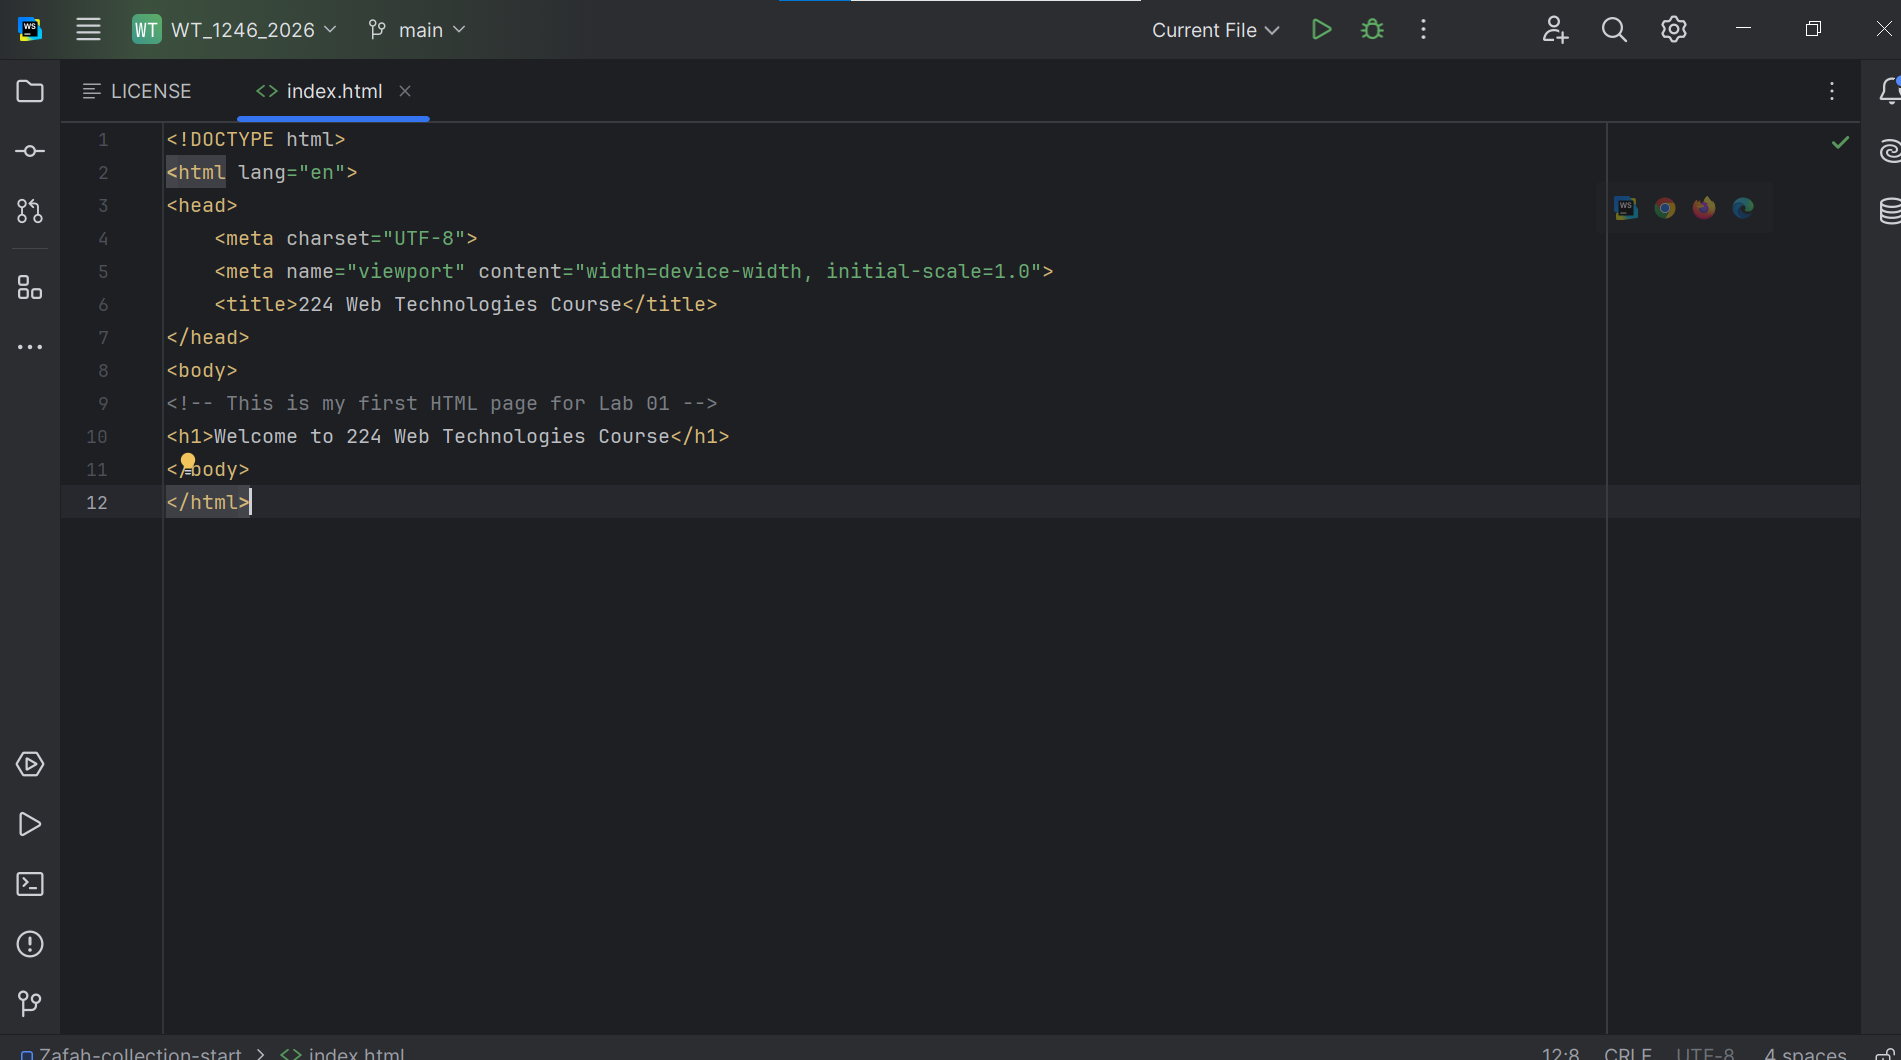 WS WT WT_1246_2026 main Current File
LICENSE index.html
1 <!DOCTYPE html>
2 <html lang="en">
3 <head>
4     <meta charset="UTF-8">
5     <meta name="viewport" content="width=device-width, initial-scale=1.0">
6     <title>224 Web Technologies Course</title>
7 </head>
8 <body>
9 <!-- This is my first HTML page for Lab 01 -->
10 <h1>Welcome to 224 Web Technologies Course</h1>
11 </body>
12 </html>
WS
Zafah-collection-start > <> index.html 12:8 CRLF UTF-8 4 spaces